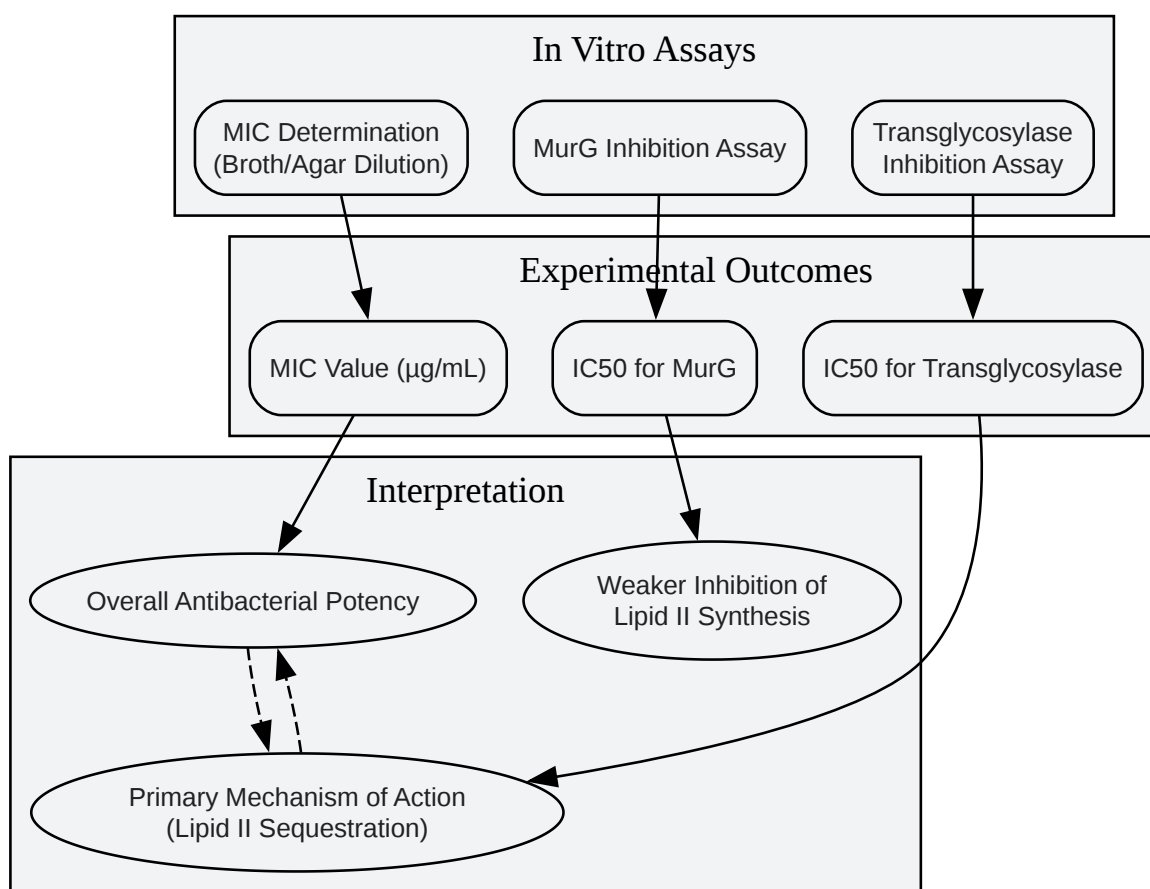 In Vitro Assays
MIC Determination
(Broth/Agar Dilution)
MurG Inhibition Assay
Transglycosylase
Inhibition Assay
Experimental Outcomes
MIC Value (µg/mL)
IC50 for MurG
IC50 for Transglycosylase
Interpretation
Overall Antibacterial Potency
Weaker Inhibition of
Lipid II Synthesis
Primary Mechanism of Action
(Lipid II Sequestration)